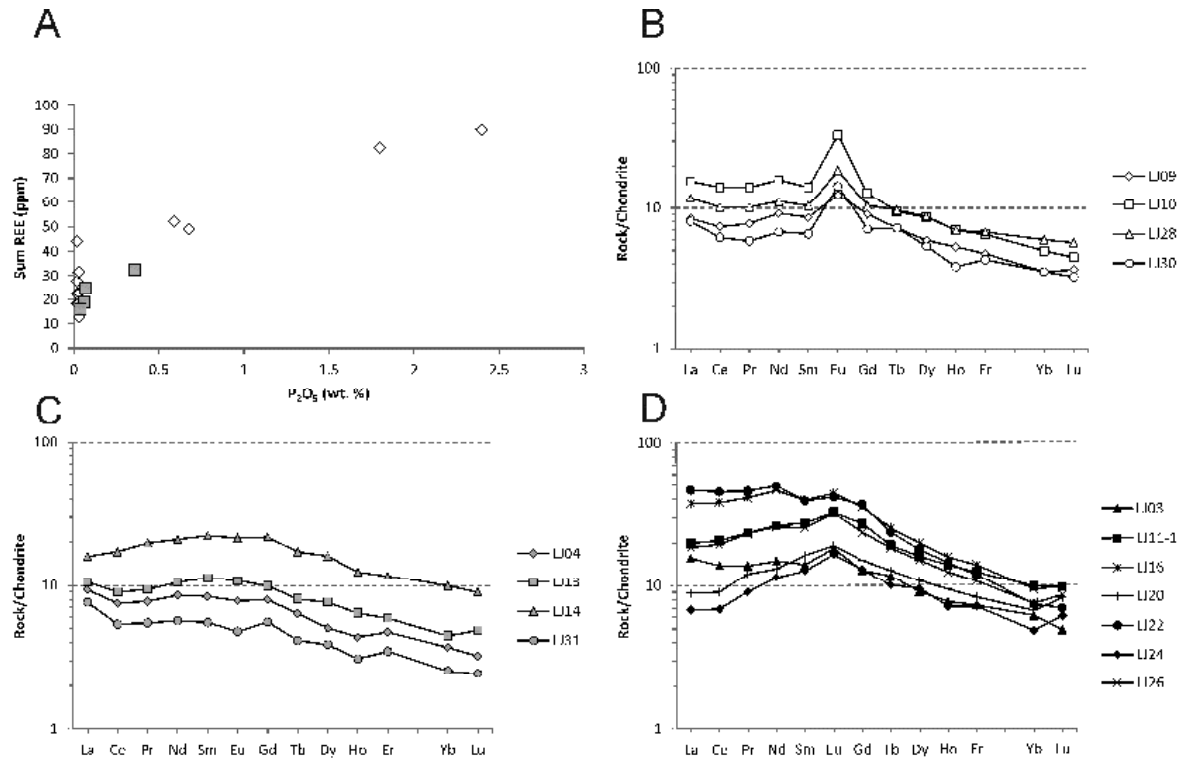 A
Sum REE (ppm)
100
90
80
70
60
50
40
30
20
10
0
0
0.5
1
1.5
2
2.5
3
P₂O₅ (wt. %)
B
Rock/Chondrite
100
10
1
La Ce Pr Nd Sm Eu Gd Tb Dy Ho Er Yb Lu
LJ09
LJ10
LJ28
LJ30
C
Rock/Chondrite
100
10
1
La Ce Pr Nd Sm Eu Gd Tb Dy Ho Er Yb Lu
LJ04
LJ13
LJ14
LJ31
D
Rock/Chondrite
100
10
1
La Ce Pr Nd Sm Eu Gd Tb Dy Ho Er Yb Lu
LJ03
LJ11-1
LJ16
LJ20
LJ22
LJ24
LJ26